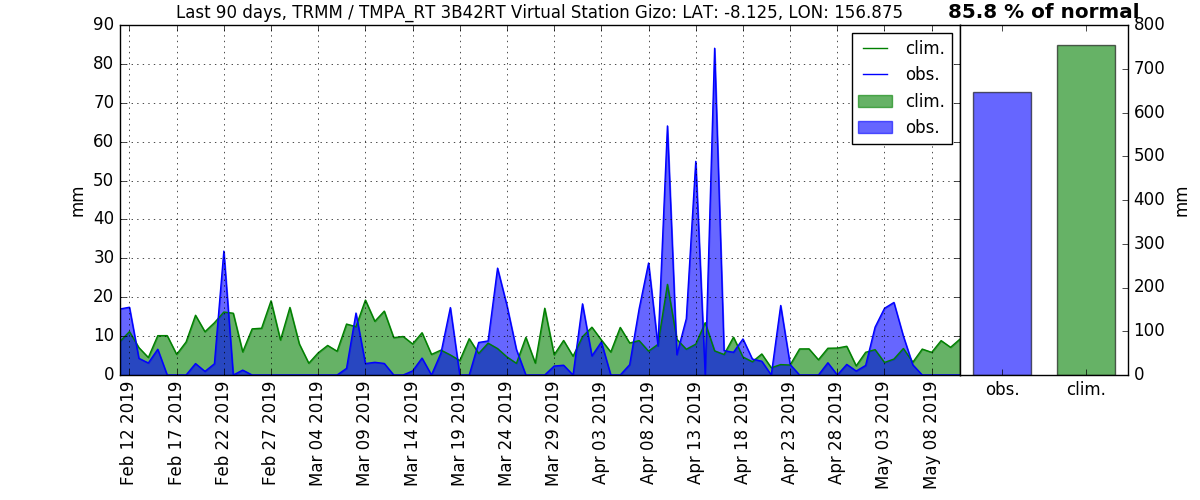 Last 90 days, TRMM / TMPA_RT 3B42RT Virtual Station Gizo: LAT: -8.125, LON: 156.875
85.8 % of normal
90
80
70
60
50
40
30
20
10
0
mm
clim.
obs.
clim.
obs.
Feb 12 2019
Feb 17 2019
Feb 22 2019
Feb 27 2019
Mar 04 2019
Mar 09 2019
Mar 14 2019
Mar 19 2019
Mar 24 2019
Mar 29 2019
Apr 03 2019
Apr 08 2019
Apr 13 2019
Apr 18 2019
Apr 23 2019
Apr 28 2019
May 03 2019
May 08 2019
800
700
600
500
400
300
200
100
0
mm
obs.
clim.